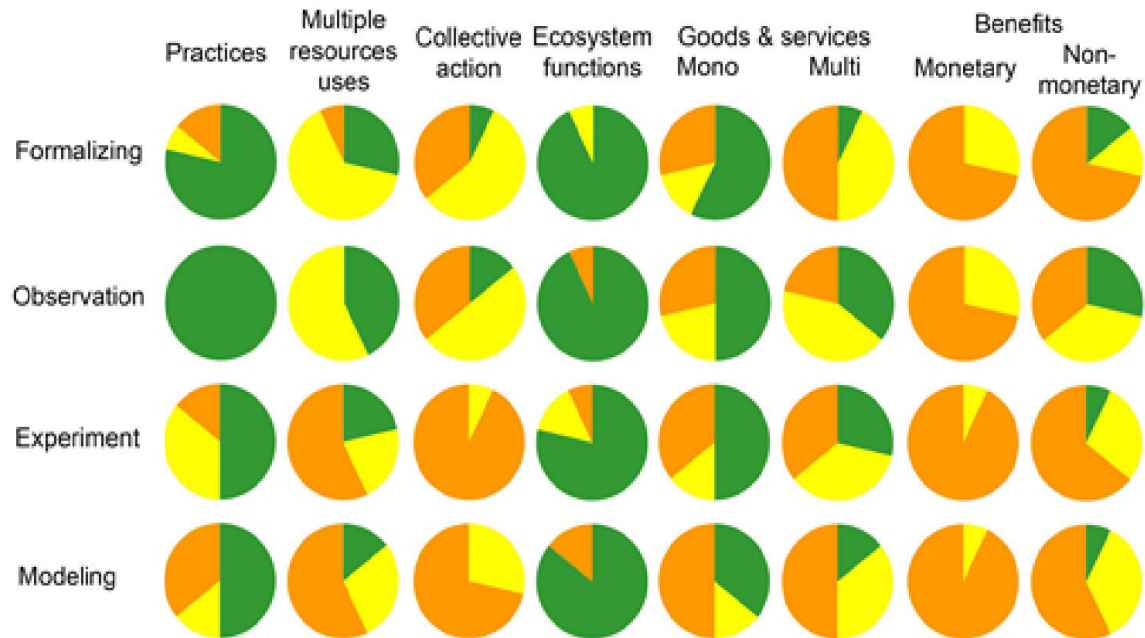 Practices
Multiple
resources
uses
Collective
action
Ecosystem
functions
Goods & services
Mono
Multi
Benefits
Monetary
Non-
monetary
Formalizing
Observation
Experiment
Modeling